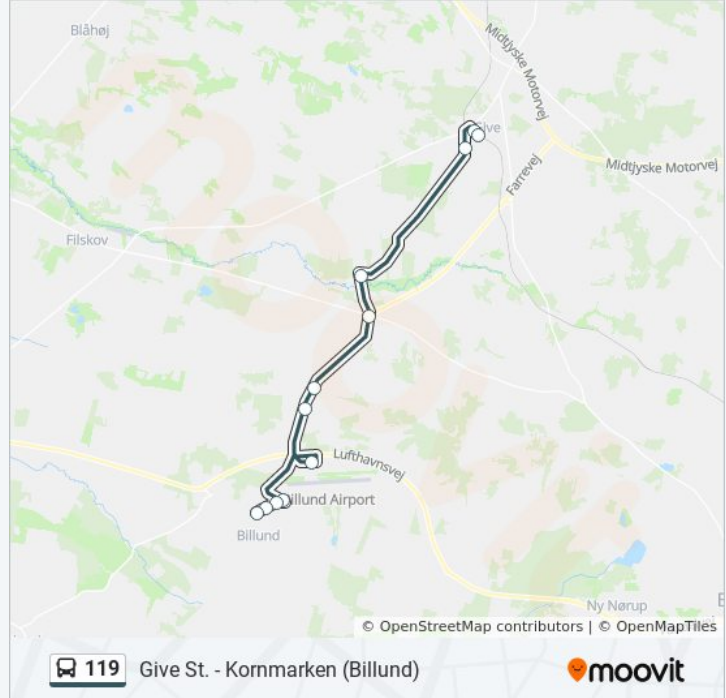 Blåhøj
Midtjyske Motorvej
Give
Midtjyske Motorvej
Farrevej
Filskov
Lufthavnsvej
Billund Airport
Billund
Ny Nørup
© OpenStreetMap contributors | © OpenMapTiles
119 Give St. - Kornmarken (Billund)
moovit